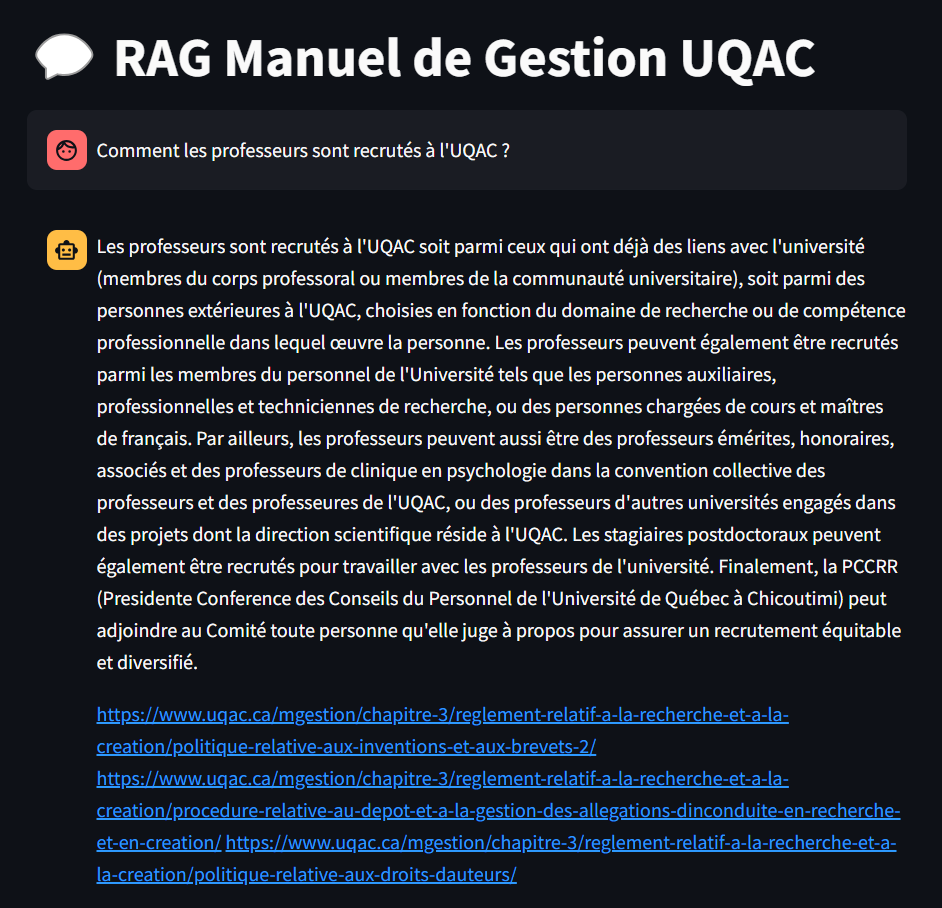 RAG Manuel de Gestion UQAC
Comment les professeurs sont recrutés à l'UQAC ?
Les professeurs sont recrutés à l'UQAC soit parmi ceux qui ont déjà des liens avec l'université
(membres du corps professoral ou membres de la communauté universitaire), soit parmi des
personnes extérieures à l'UQAC, choisies en fonction du domaine de recherche ou de compétence
professionnelle dans lequel œuvre la personne. Les professeurs peuvent également être recrutés
parmi les membres du personnel de l'Université tels que les personnes auxiliaires,
professionnelles et techniciennes de recherche, ou des personnes chargées de cours et maîtres
de français. Par ailleurs, les professeurs peuvent aussi être des professeurs émérites, honoraires,
associés et des professeurs de clinique en psychologie dans la convention collective des
professeurs et des professeures de l'UQAC, ou des professeurs d'autres universités engagés dans
des projets dont la direction scientifique réside à l'UQAC. Les stagiaires postdoctoraux peuvent
également être recrutés pour travailler avec les professeurs de l'université. Finalement, la PCCRR
(Presidente Conference des Conseils du Personnel de l'Université de Québec à Chicoutimi) peut
adjoindre au Comité toute personne qu'elle juge à propos pour assurer un recrutement équitable
et diversifié.
https://www.uqac.ca/mgestion/chapitre-3/reglement-relatif-a-la-recherche-et-a-la-
creation/politique-relative-aux-inventions-et-aux-brevets-2/
https://www.uqac.ca/mgestion/chapitre-3/reglement-relatif-a-la-recherche-et-a-la-
creation/procedure-relative-au-depot-et-a-la-gestion-des-allegations-dinconduite-en-recherche-
et-en-creation/ https://www.uqac.ca/mgestion/chapitre-3/reglement-relatif-a-la-recherche-et-a-
la-creation/politique-relative-aux-droits-dauteurs/